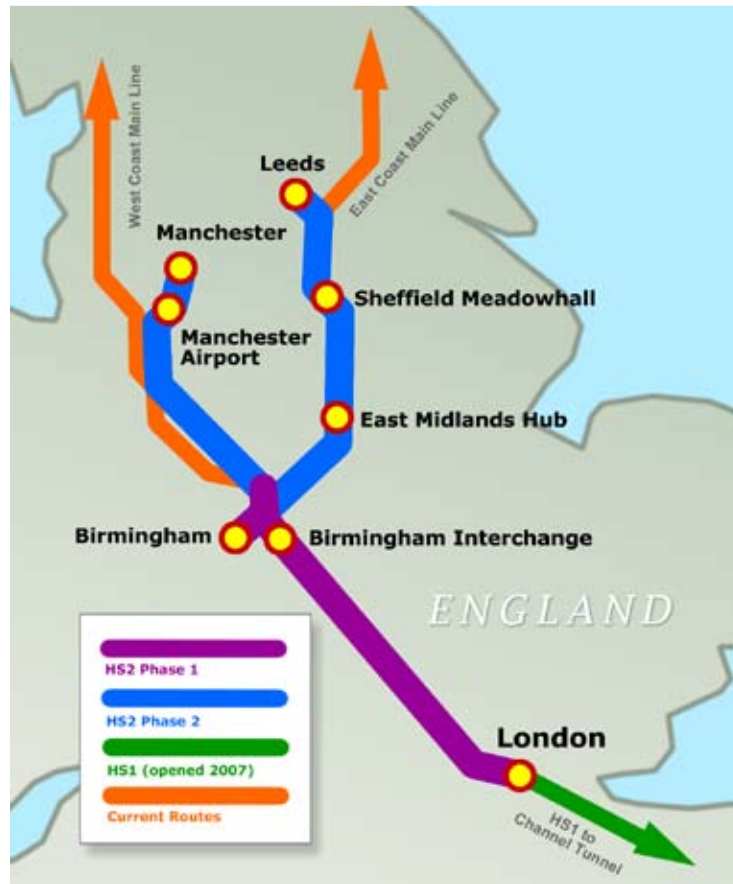 West Coast Main Line
East Coast Main Line
Leeds
Manchester
Sheffield Meadowhall
Manchester
Airport
East Midlands Hub
Birmingham
Birmingham Interchange
ENGLAND
HS2 Phase 1
HS2 Phase 2
HS1 (opened 2007)
Current Routes
London
HS1 to
Channel Tunnel